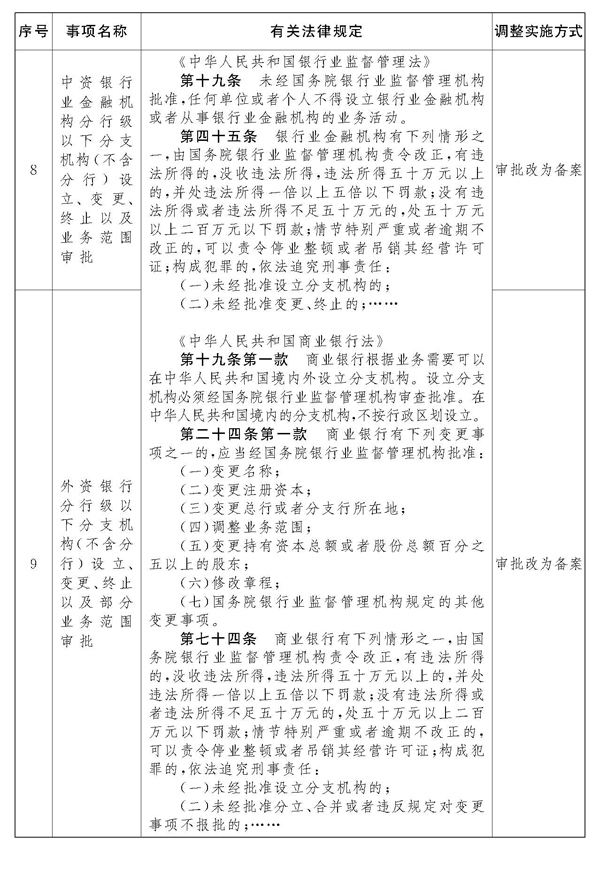 序号 事项名称 有关法律规定 调整实施方式
8
中资银行
业金融机
构分行级
以下分支
机构(不含
分行)设
立、变更、
终止以及
业务范围
审批
《中华人民共和国银行业监督管理法》
第十九条 未经国务院银行业监督管理机构
批准,任何单位或者个人不得设立银行业金融机构
或者从事银行业金融机构的业务活动。
第四十五条 银行业金融机构有下列情形之
一,由国务院银行业监督管理机构责令改正,有违
法所得的,没收违法所得,违法所得五十万元以上
的,并处违法所得一倍以上五倍以下罚款;没有违
法所得或者违法所得不足五十万元的,处五十万元
以上二百万元以下罚款;情节特别严重或者逾期不
改正的,可以责令停业整顿或者吊销其经营许可
证;构成犯罪的,依法追究刑事责任:
(一)未经批准设立分支机构的;
(二)未经批准变更、终止的;……
审批改为备案
9
外资银行
分行级以
下分支机
构(不含分
行)设立、
变更、终止
以及部分
业务范围
审批
《中华人民共和国商业银行法》
第十九条第一款 商业银行根据业务需要可以
在中华人民共和国境内外设立分支机构。设立分支
机构必须经国务院银行业监督管理机构审查批准。在
中华人民共和国境内的分支机构,不按行政区划设立。
第二十四条第一款 商业银行有下列变更事
项之一的,应当经国务院银行业监督管理机构批准:
(一)变更名称;
(二)变更注册资本;
(三)变更总行或者分支行所在地;
(四)调整业务范围;
(五)变更持有资本总额或者股份总额百分之
五以上的股东;
(六)修改章程;
(七)国务院银行业监督管理机构规定的其他
变更事项。
第七十四条 商业银行有下列情形之一,由国
务院银行业监督管理机构责令改正,有违法所得
的,没收违法所得,违法所得五十万元以上的,并处
违法所得一倍以上五倍以下罚款;没有违法所得或
者违法所得不足五十万元的,处五十万元以上二百
万元以下罚款;情节特别严重或者逾期不改正的,
可以责令停业整顿或者吊销其经营许可证;构成犯
罪的,依法追究刑事责任:
(一)未经批准设立分支机构的;
(二)未经批准分立、合并或者违反规定对变更
事项不报批的;……
审批改为备案